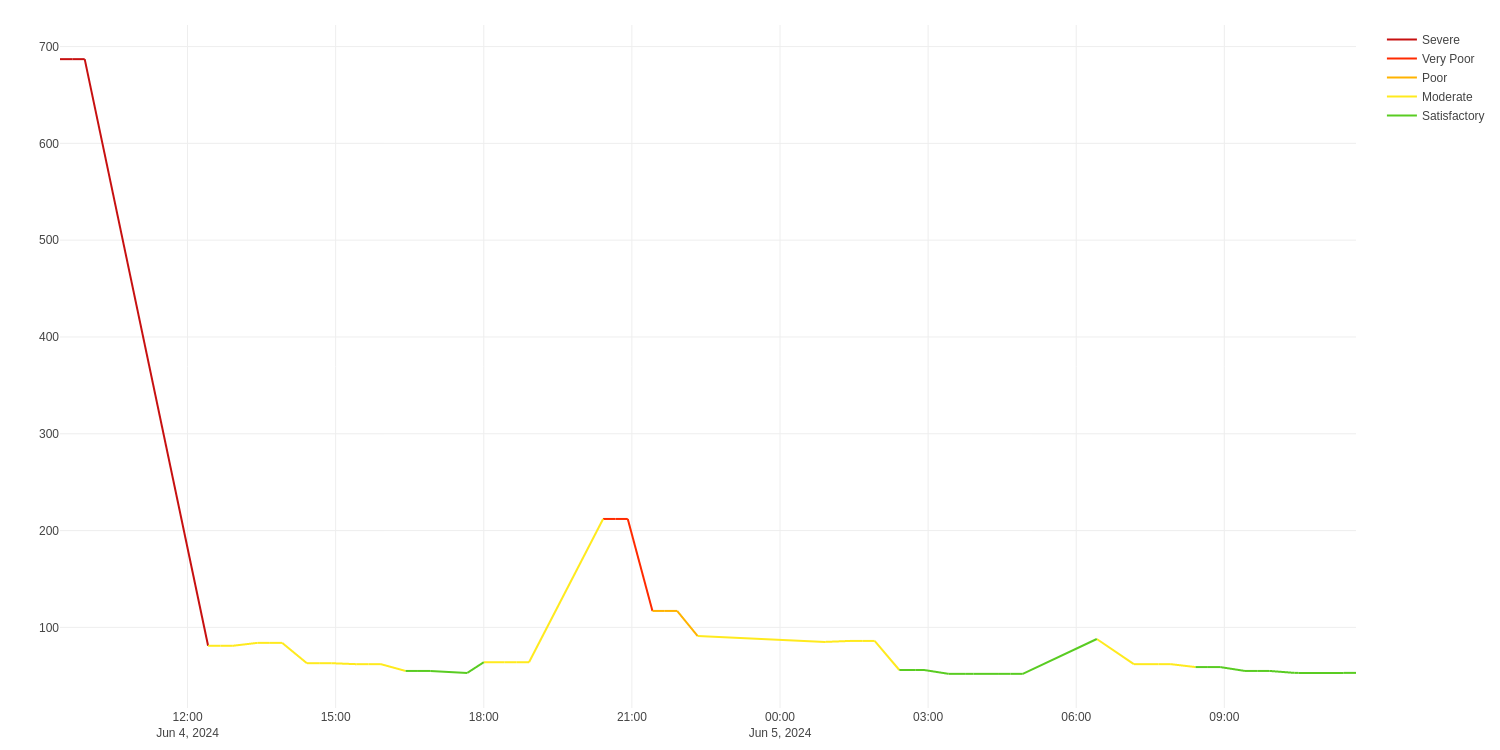 700
600
500
400
300
200
100
12:00
Jun 4, 2024
15:00
18:00
21:00
00:00
Jun 5, 2024
03:00
06:00
09:00
Severe
Very Poor
Poor
Moderate
Satisfactory